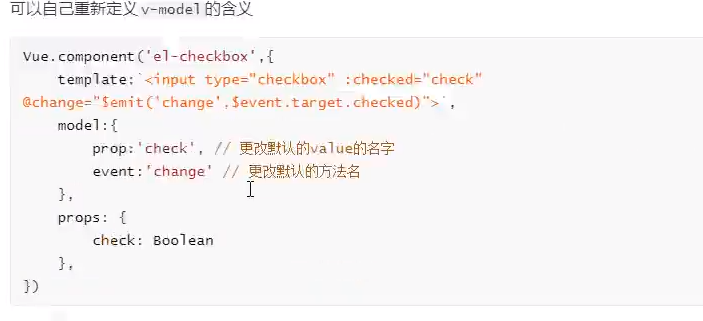 可以自己重新定义 v-model 的含义
Vue.component('el-checkbox',{
    template:`<input type="checkbox" :checked="check"
@change="$emit('change',$event.target.checked)">`,
    model:{
        prop:'check', // 更改默认的value的名字
        event:'change' // 更改默认的方法名
    },
    props: {
        check: Boolean
    },
})